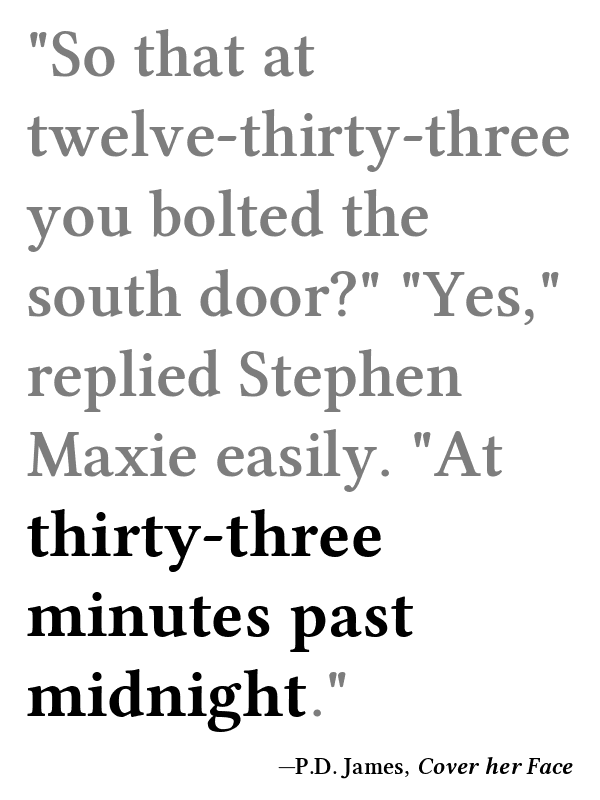 "So that at
twelve-thirty-three
you bolted the
south door?" "Yes,"
replied Stephen
Maxie easily. "At
thirty-three
minutes past
midnight."
—P.D. James, Cover her Face